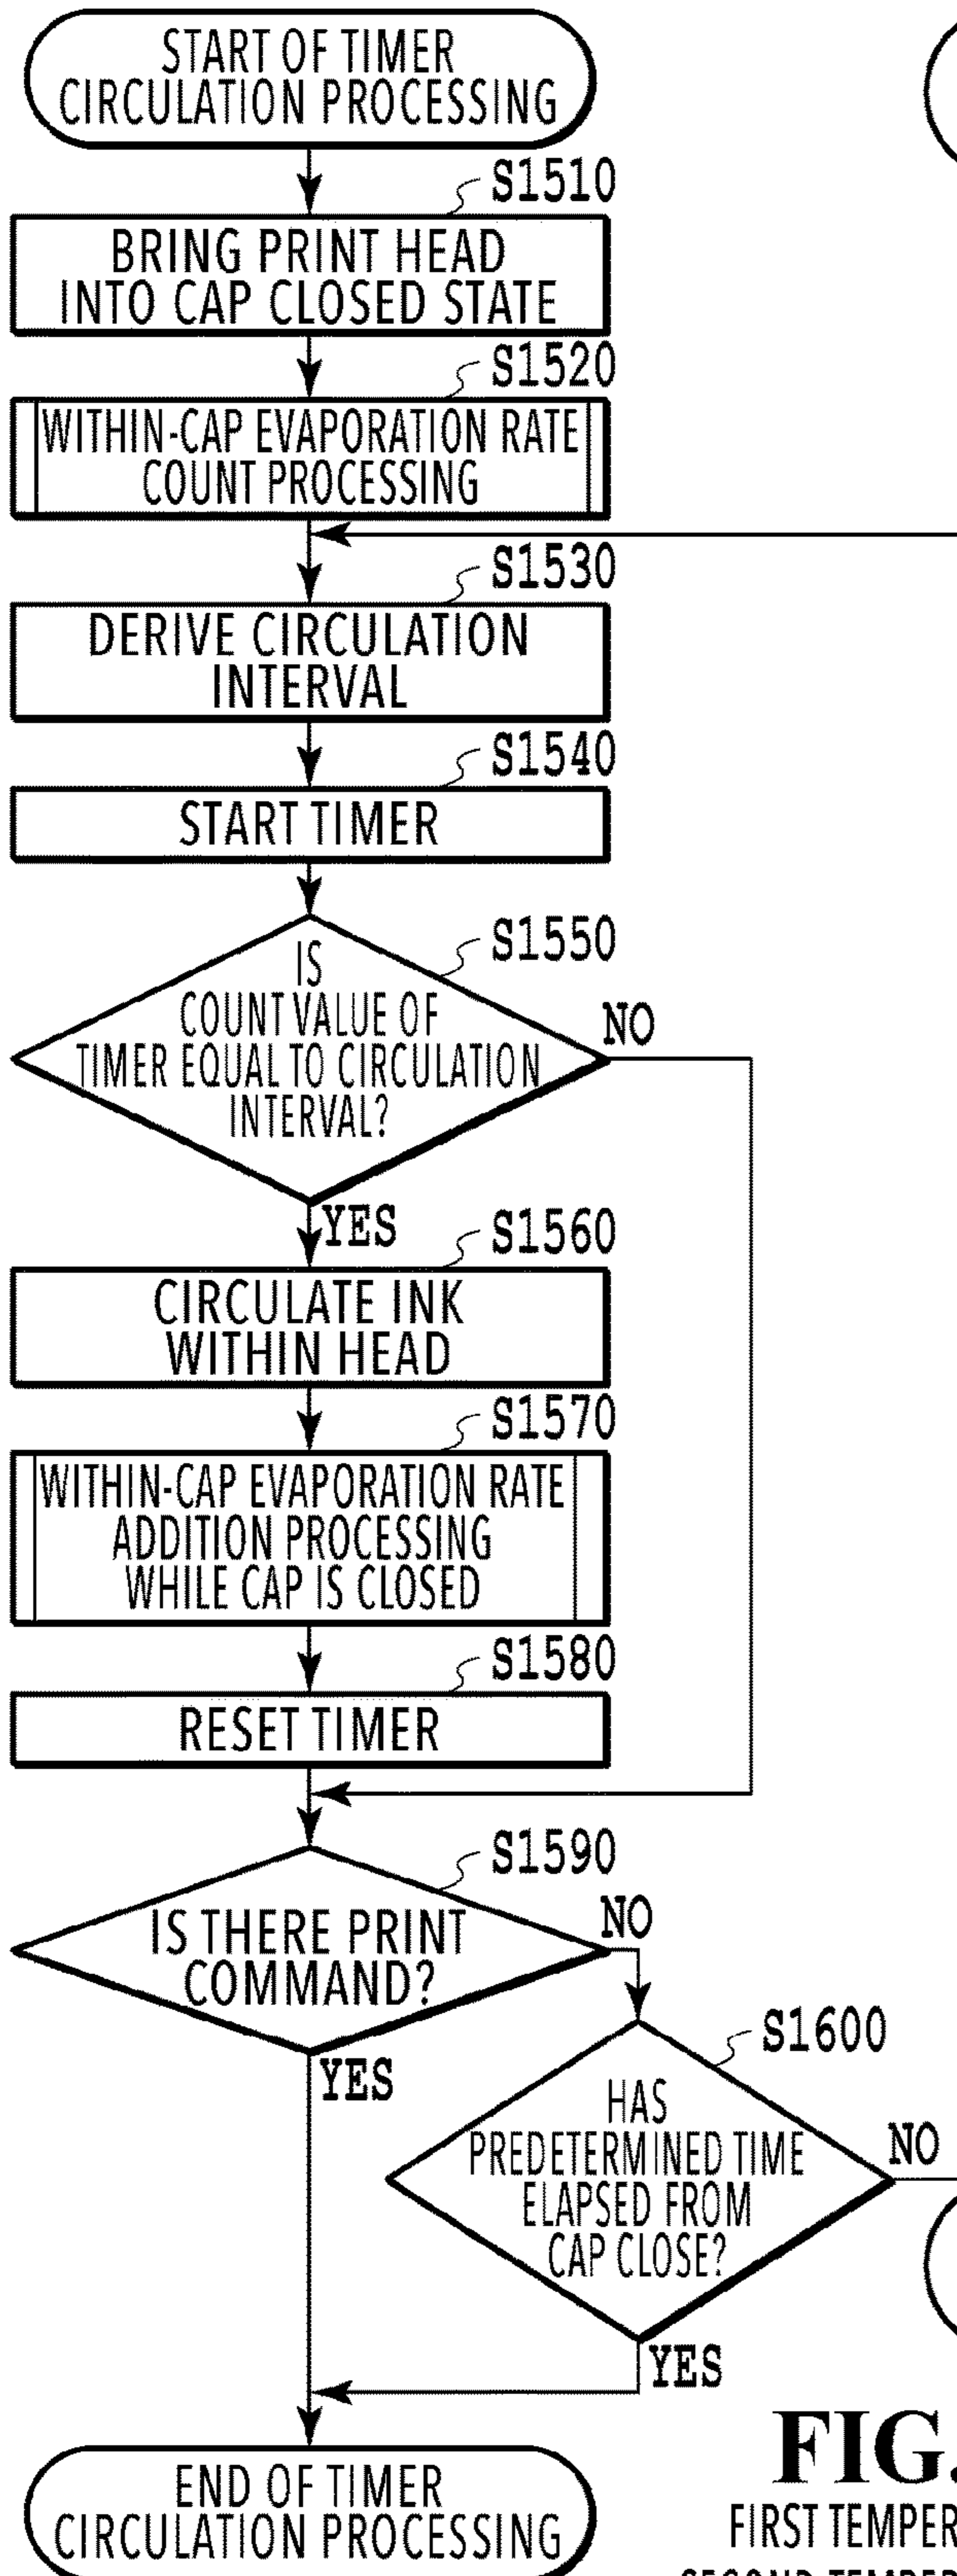 START OF TIMER
CIRCULATION PROCESSING
S1510
BRING PRINT HEAD
INTO CAP CLOSED STATE
S1520
WITHIN-CAP EVAPORATION RATE
COUNT PROCESSING
S1530
DERIVE CIRCULATION
INTERVAL
S1540
START TIMER
S1550
IS
COUNT VALUE OF
TIMER EQUAL TO CIRCULATION
INTERVAL?
NO
YES
S1560
CIRCULATE INK
WITHIN HEAD
S1570
WITHIN-CAP EVAPORATION RATE
ADDITION PROCESSING
WHILE CAP IS CLOSED
S1580
RESET TIMER
S1590
IS THERE PRINT
COMMAND?
NO
YES
S1600
HAS
PREDETERMINED TIME
ELAPSED FROM
CAP CLOSE?
NO
YES
END OF TIMER
CIRCULATION PROCESSING
FIG.
FIRST TEMPER
SECOND TEMPER